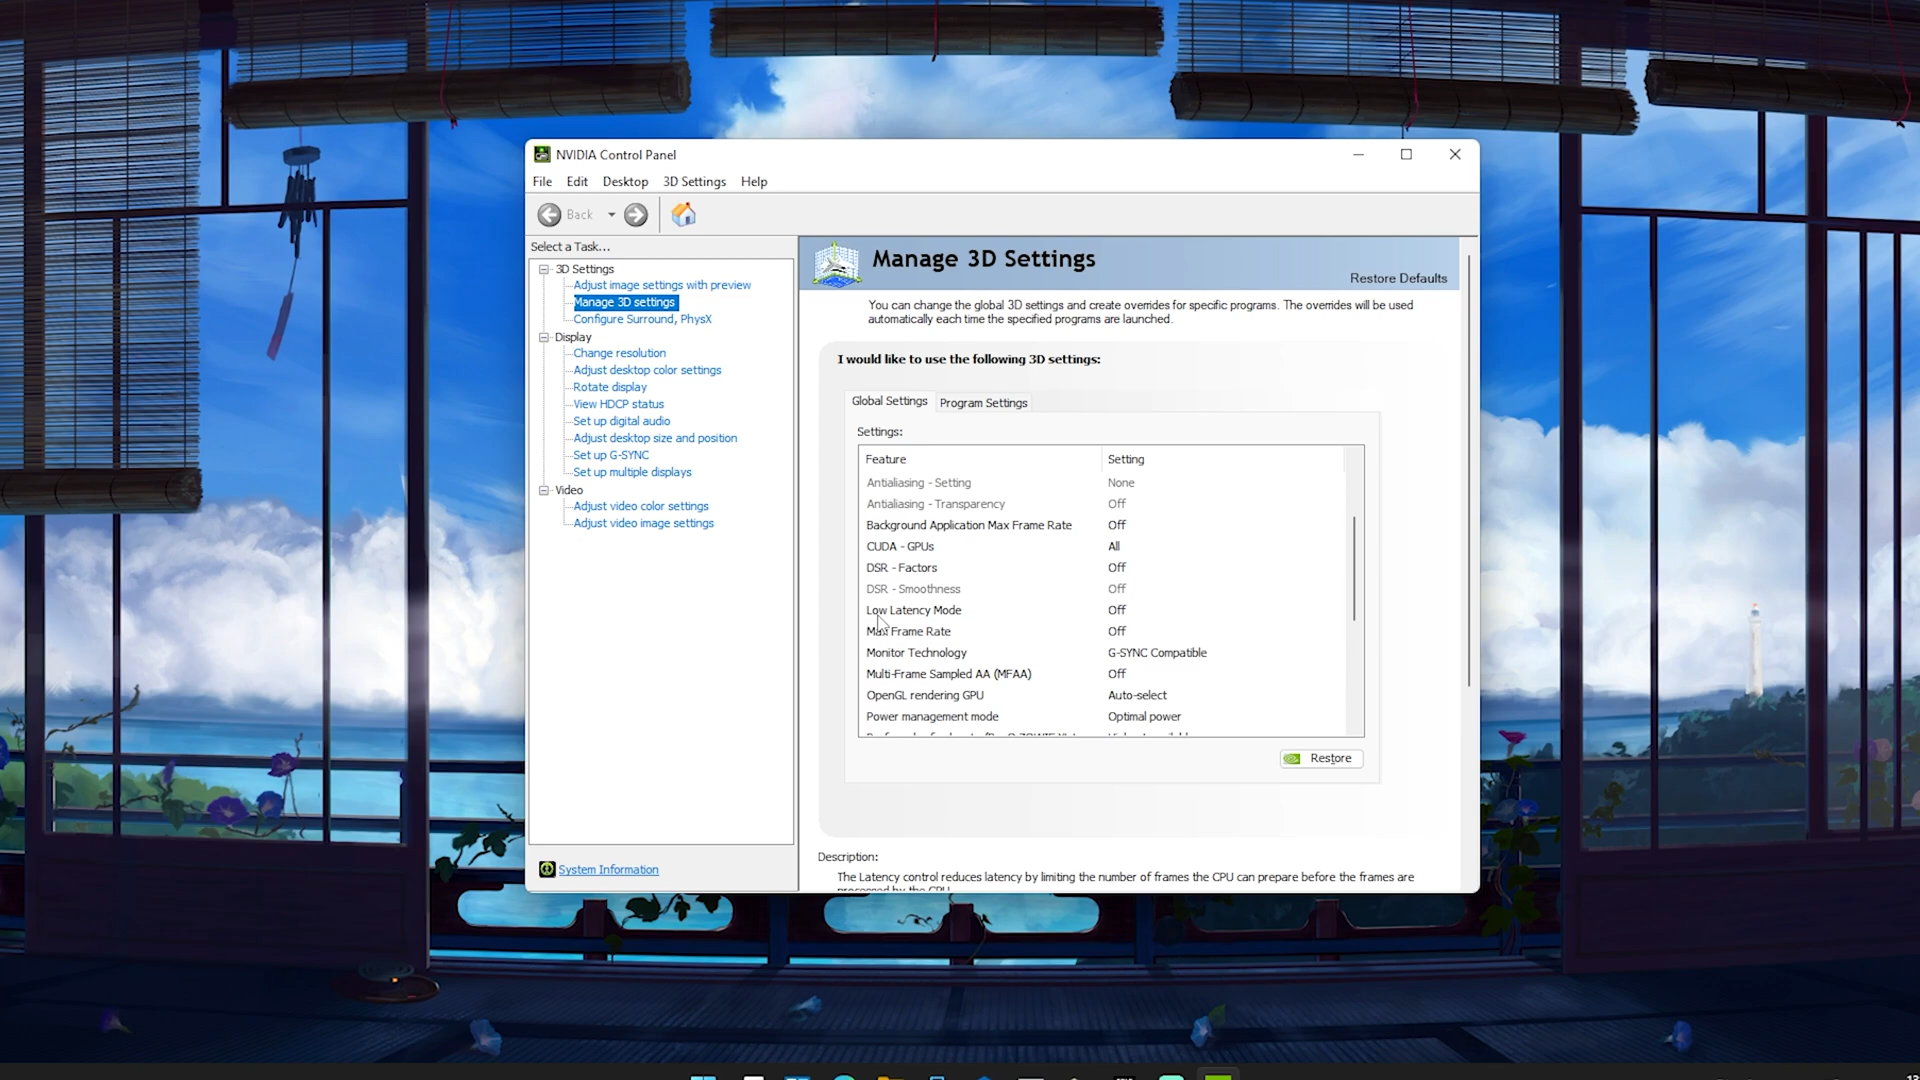 NVIDIA Control Panel
File Edit Desktop 3D Settings Help
Back
Select a Task...
3D Settings
Adjust image settings with preview
Manage 3D settings
Configure Surround, PhysX
Display
Change resolution
Adjust desktop color settings
Rotate display
View HDCP status
Set up digital audio
Adjust desktop size and position
Set up G-SYNC
Set up multiple displays
Video
Adjust video color settings
Adjust video image settings
System Information
Manage 3D Settings
Restore Defaults
You can change the global 3D settings and create overrides for specific programs. The overrides will be used
automatically each time the specified programs are launched.
I would like to use the following 3D settings:
Global Settings Program Settings
Settings:
Feature Setting
Antialiasing - Setting None
Antialiasing - Transparency Off
Background Application Max Frame Rate Off
CUDA - GPUs All
DSR - Factors Off
DSR - Smoothness Off
Low Latency Mode Off
Max Frame Rate Off
Monitor Technology G-SYNC Compatible
Multi-Frame Sampled AA (MFAA) Off
OpenGL rendering GPU Auto-select
Power management mode Optimal power
Restore
Description:
The Latency control reduces latency by limiting the number of frames the CPU can prepare before the frames are
processed by the GPU